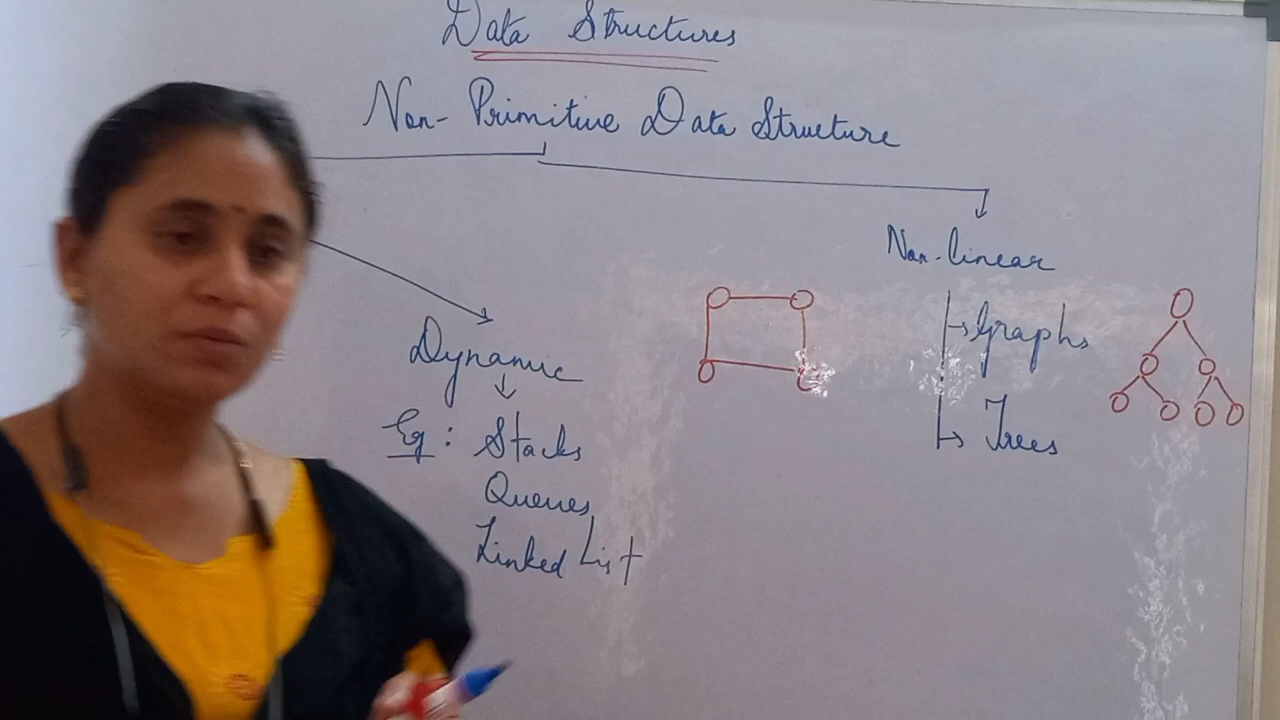 Data Structures
Non-Primitive Data Structure
Non-linear
Graphs
Trees
Dynamic
Eg: Stacks
Queues
Linked List